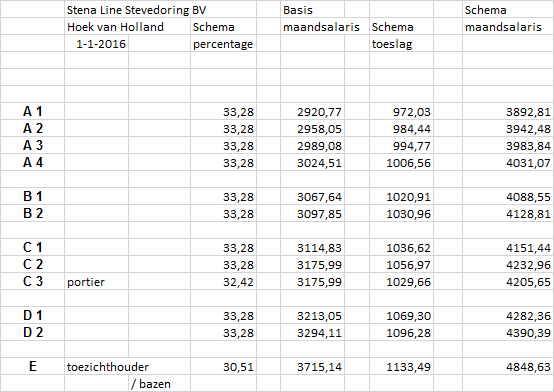 Stena Line Stevedoring BV Basis Schema
Hoek van Holland Schema maandsalaris Schema maandsalaris
1-1-2016 percentage toeslag
A 1 33,28 2920,77 972,03 3892,81
A 2 33,28 2958,05 984,44 3942,48
A 3 33,28 2989,08 994,77 3983,84
A 4 33,28 3024,51 1006,56 4031,07
B 1 33,28 3067,64 1020,91 4088,55
B 2 33,28 3097,85 1030,96 4128,81
C 1 33,28 3114,83 1036,62 4151,44
C 2 33,28 3175,99 1056,97 4232,96
C 3 portier 32,42 3175,99 1029,66 4205,65
D 1 33,28 3213,05 1069,30 4282,36
D 2 33,28 3294,11 1096,28 4390,39
E toezichthouder 30,51 3715,14 1133,49 4848,63
/ bazen